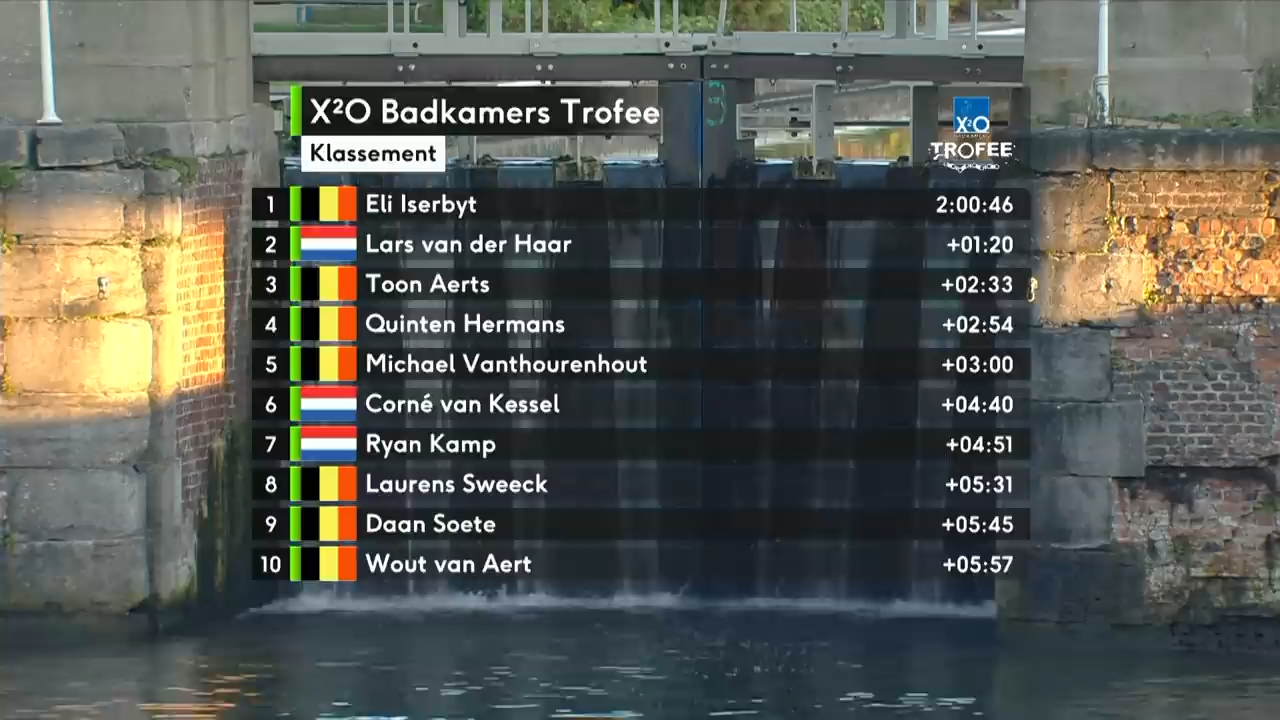 X²O Badkamers Trofee
Klassement
X²O
BADKAMERS
TROFEE
3
1 Eli Iserbyt 2:00:46
2 Lars van der Haar +01:20
3 Toon Aerts +02:33
4 Quinten Hermans +02:54
5 Michael Vanthourenhout +03:00
6 Corné van Kessel +04:40
7 Ryan Kamp +04:51
8 Laurens Sweeck +05:31
9 Daan Soete +05:45
10 Wout van Aert +05:57